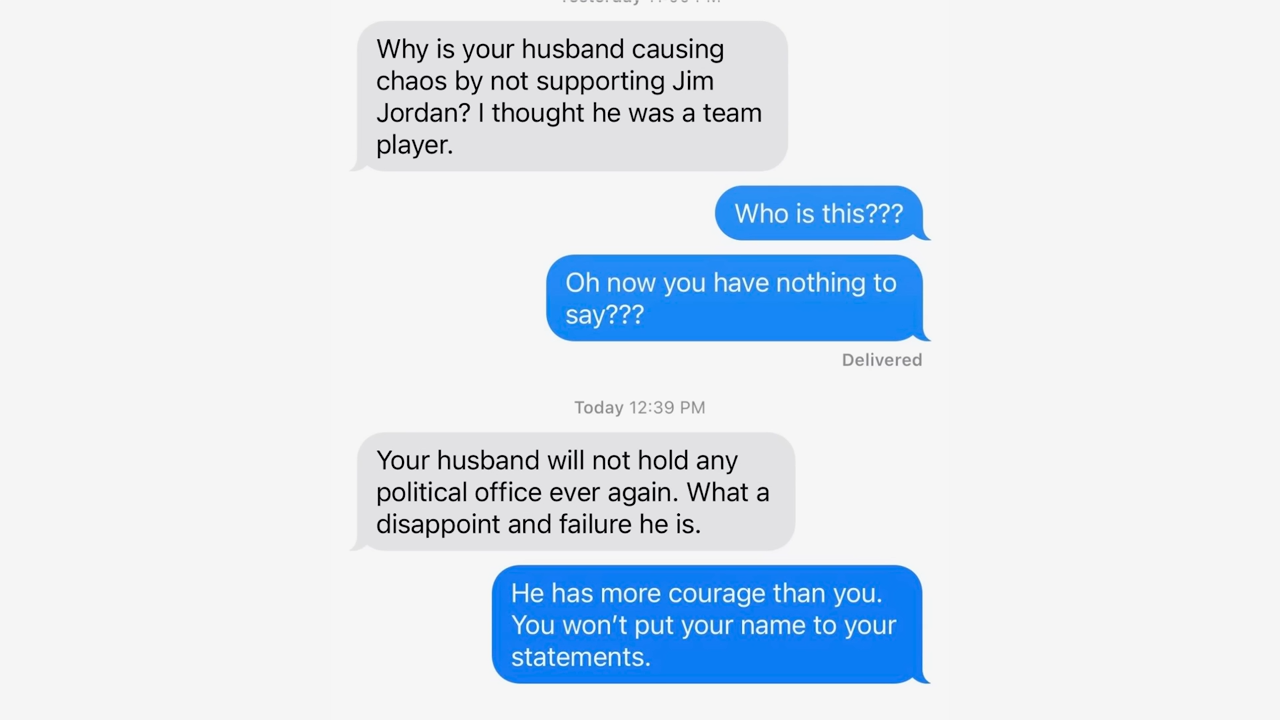 Why is your husband causing
chaos by not supporting Jim
Jordan? I thought he was a team
player.
Who is this???
Oh now you have nothing to
say???
Delivered
Today 12:39 PM
Your husband will not hold any
political office ever again. What a
disappoint and failure he is.
He has more courage than you.
You won’t put your name to your
statements.